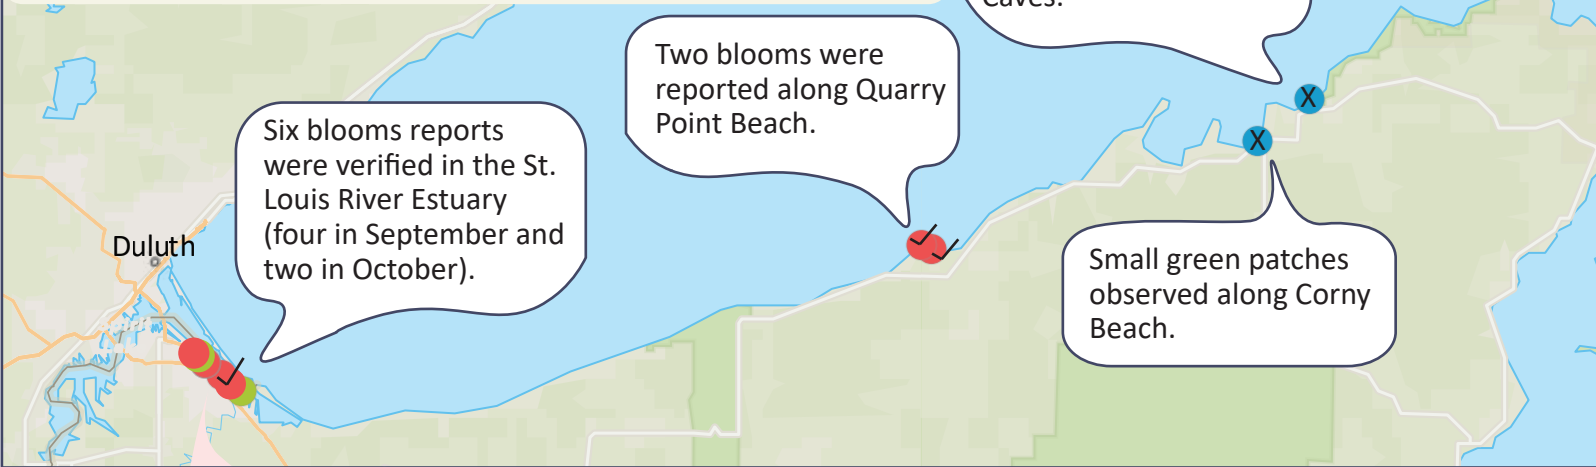 Caves.
Two blooms were
reported along Quarry
Point Beach.
Six blooms reports
were verified in the St.
Louis River Estuary
(four in September and
two in October).
Duluth
Small green patches
observed along Corny
Beach.
X
X